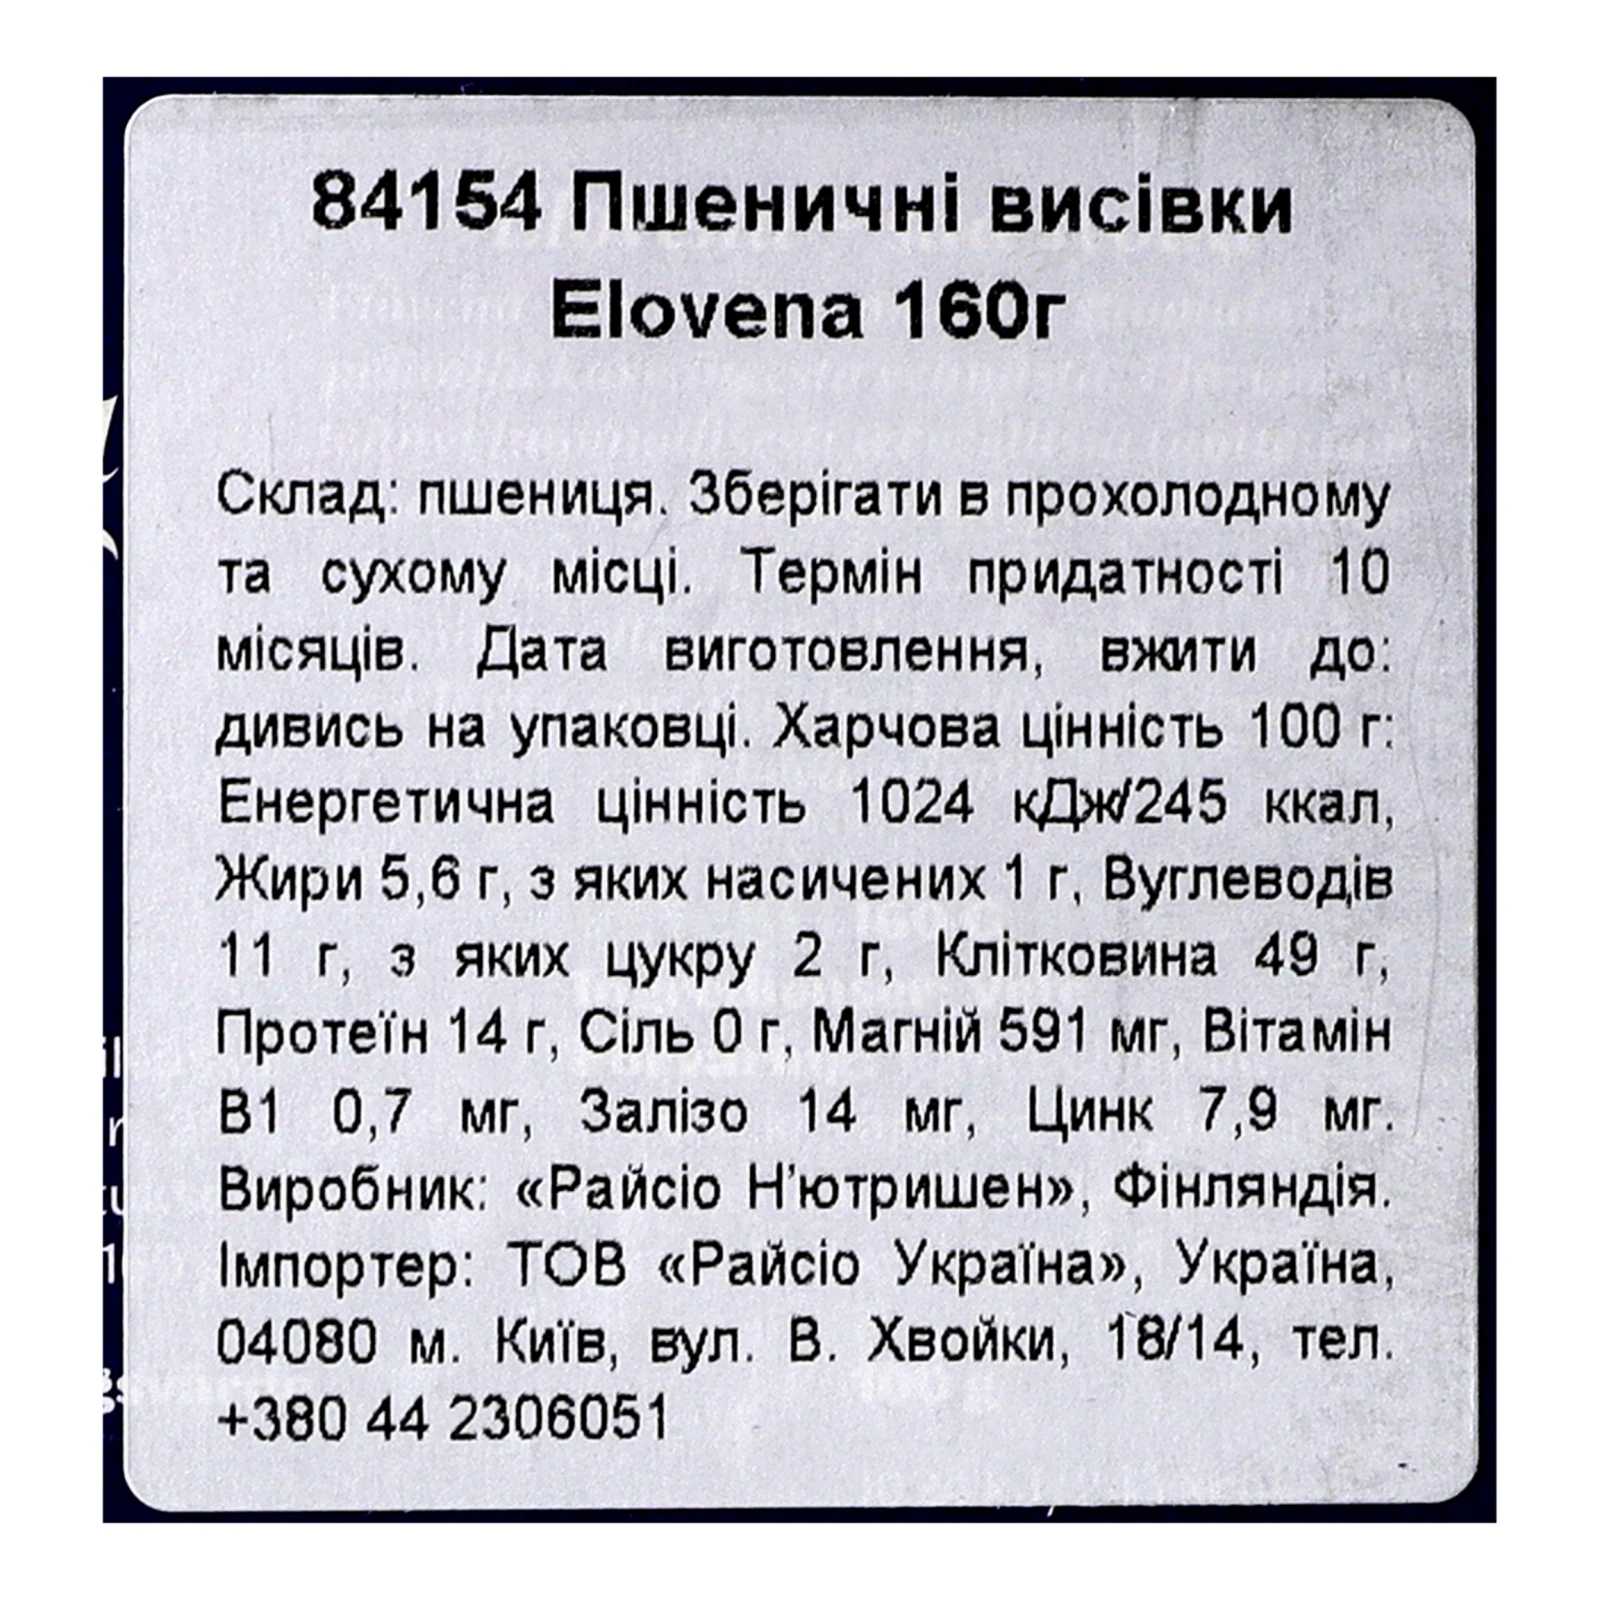 84154 Пшеничні висівки
Elovena 160г
Склад: пшениця. Зберігати в прохолодному
та сухому місці. Термін придатності 10
місяців. Дата виготовлення, вжити до:
дивись на упаковці. Харчова цінність 100 г:
Енергетична цінність 1024 кДж/245 ккал,
Жири 5,6 г, з яких насичених 1 г, Вуглеводів
11 г, з яких цукру 2 г, Клітковина 49 г,
Протеїн 14 г, Сіль 0 г, Магній 591 мг, Вітамін
В1 0,7 мг, Залізо 14 мг, Цинк 7,9 мг.
Виробник: «Райсіо Н'ютришен», Фінляндія.
Імпортер: ТОВ «Райсіо Україна», Україна,
04080 м. Київ, вул. В. Хвойки, 18/14, тел.
+380 44 2306051